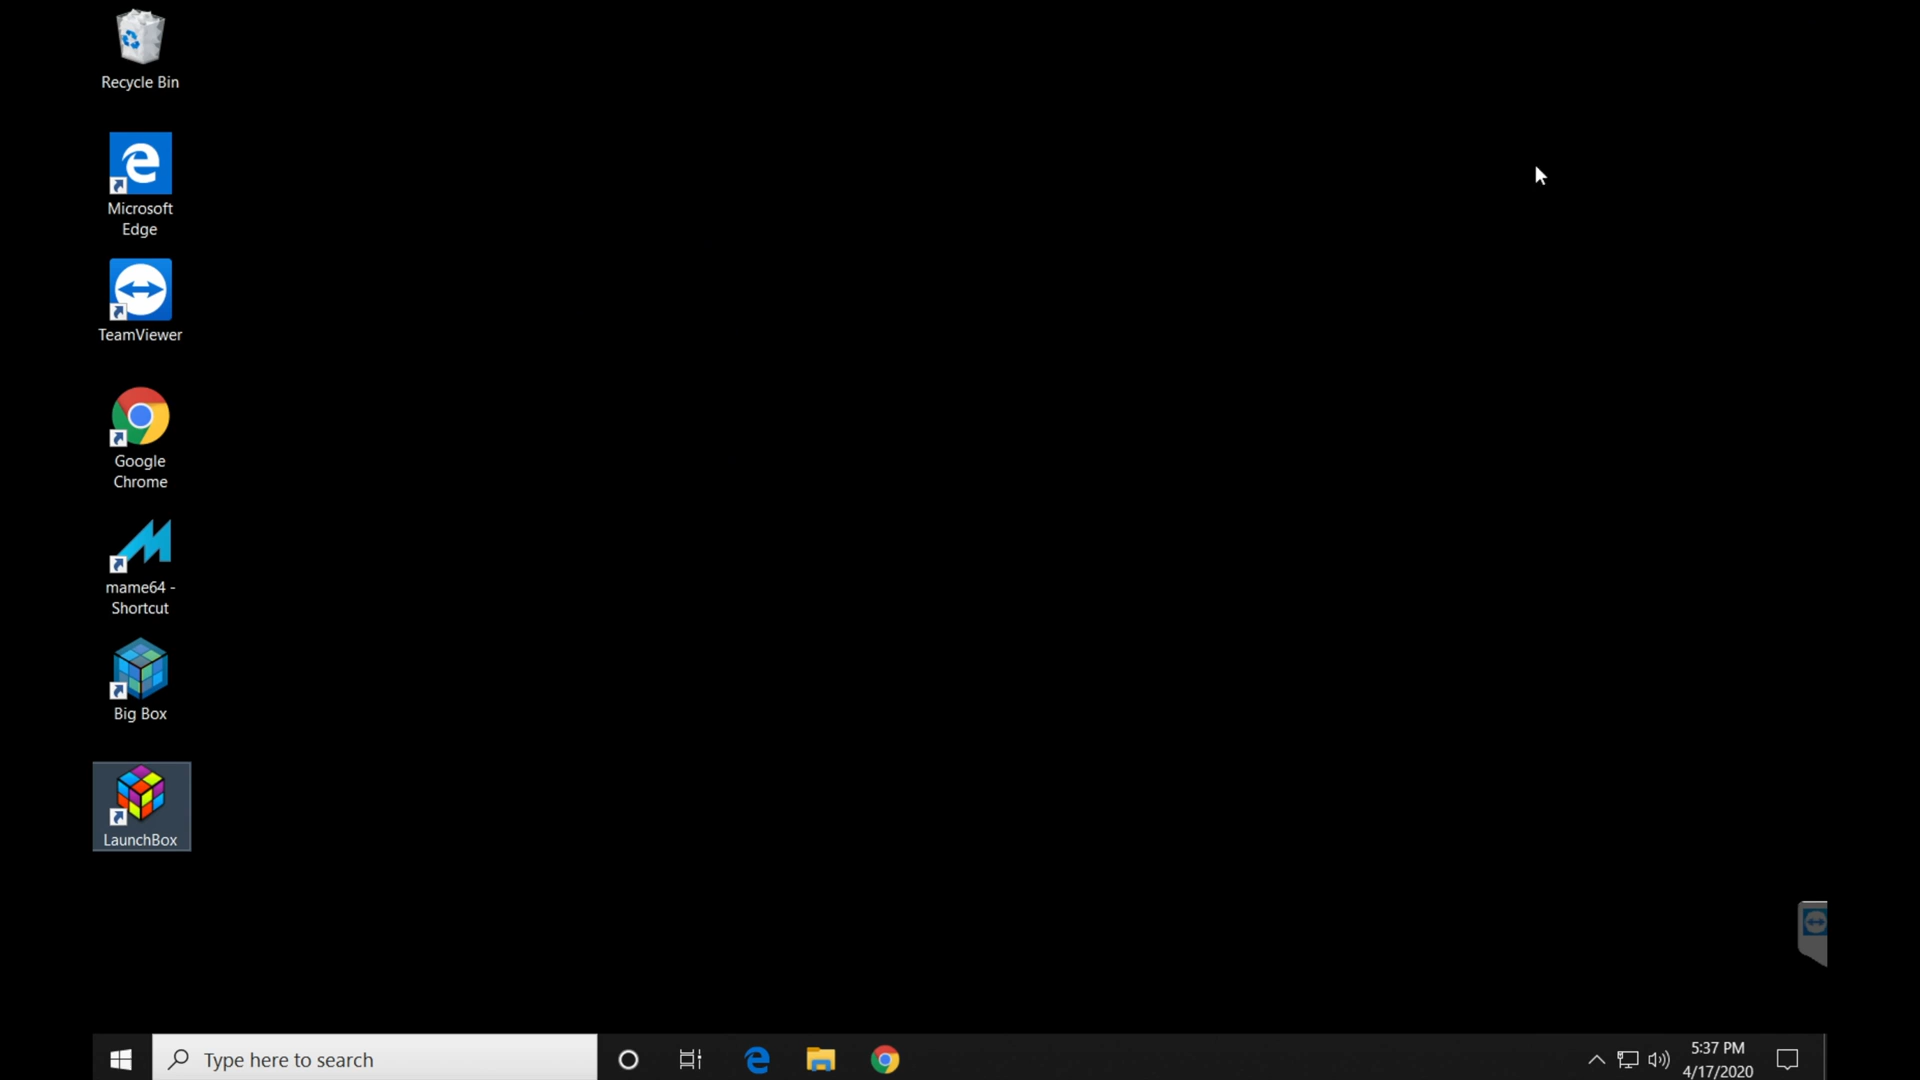 Recycle Bin
Microsoft
Edge
TeamViewer
Google
Chrome
mame64 -
Shortcut
Big Box
LaunchBox
Type here to search
5:37 PM
4/17/2020